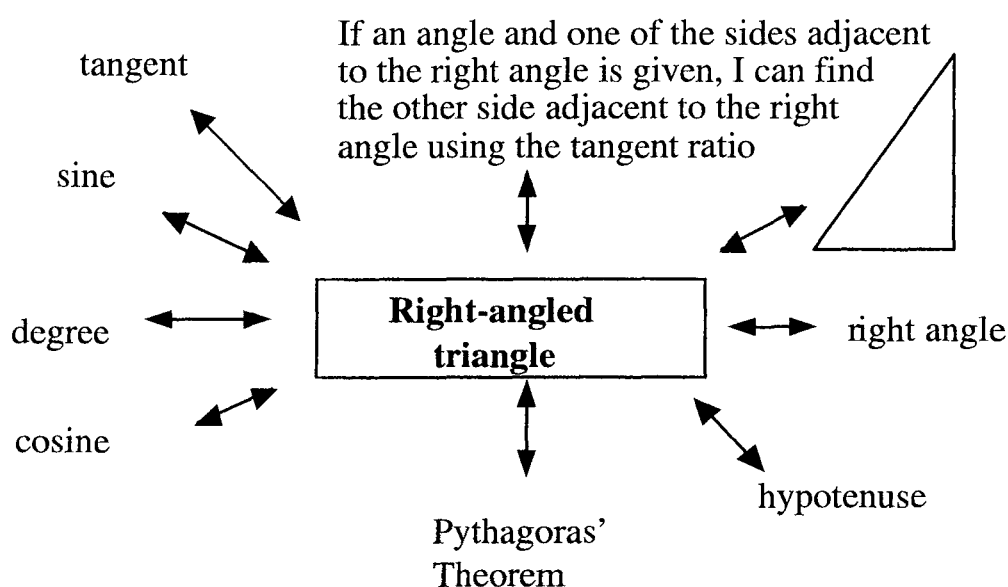 If an angle and one of the sides adjacent
to the right angle is given, I can find
the other side adjacent to the right
angle using the tangent ratio
tangent
sine
degree
cosine
Right-angled
triangle
right angle
hypotenuse
Pythagoras’
Theorem